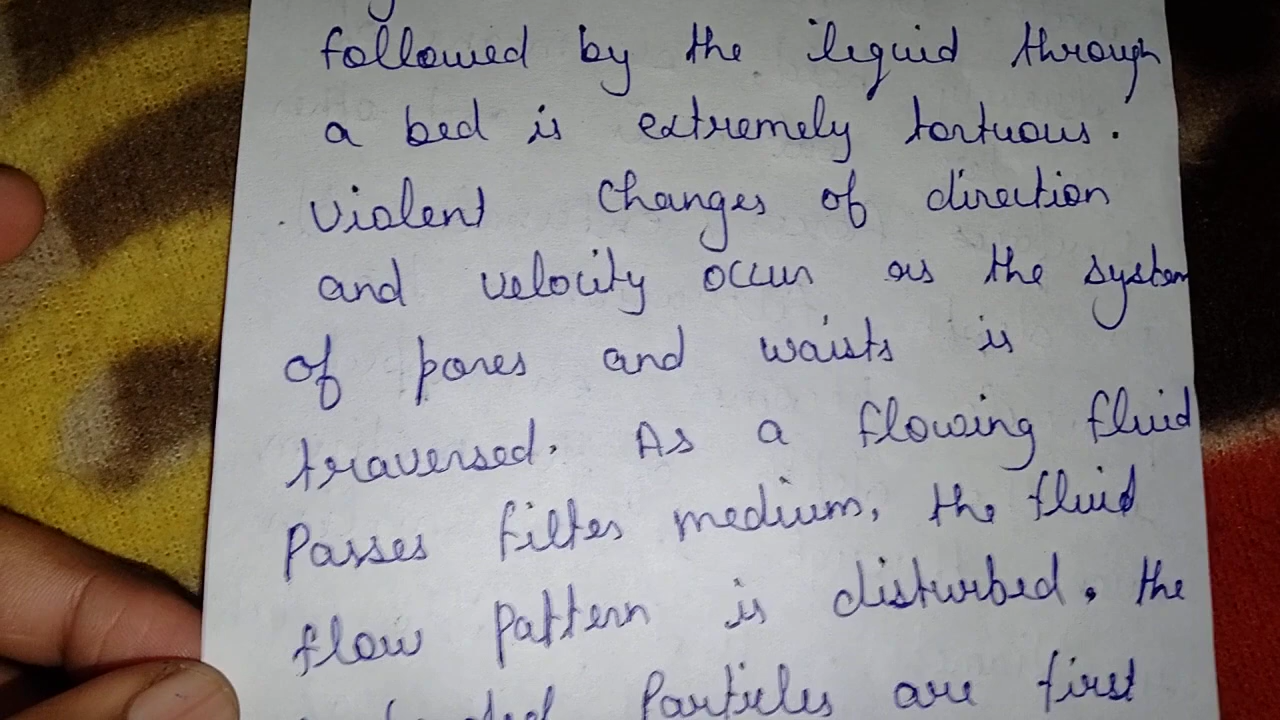 followed by the liquid through
a bed is extremely tortuous.
Violent changes of direction
and velocity occur as the system
of pores and waists is
traversed. As a flowing fluid
Passes filter medium, the fluid
flow pattern is disturbed, the
Particles are first